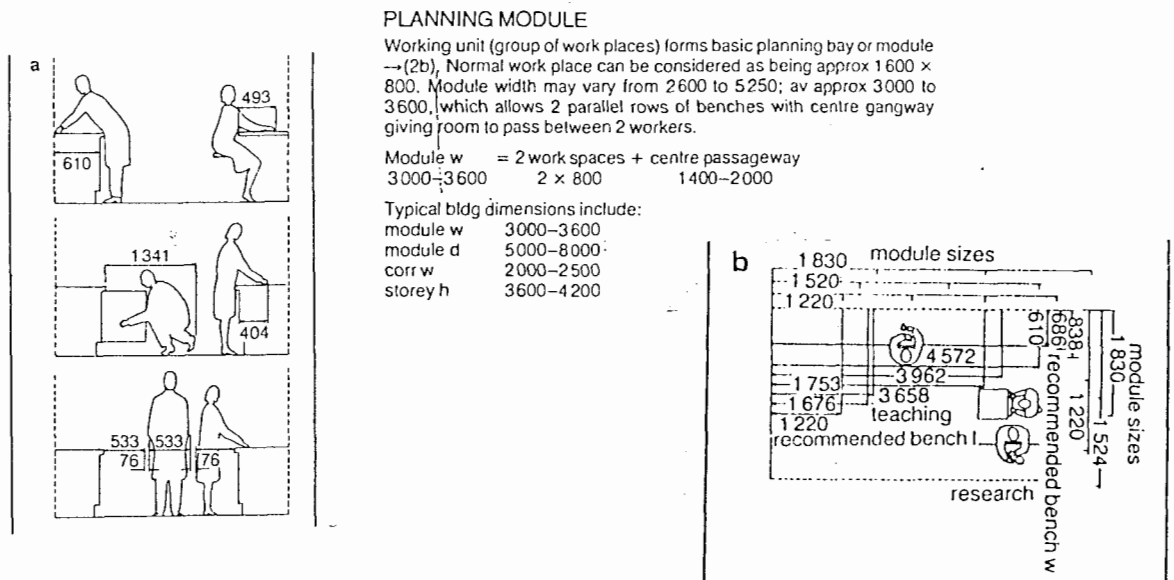 PLANNING MODULE
Working unit (group of work places) forms basic planning bay or module
→(2b). Normal work place can be considered as being approx 1600 ×
800. Module width may vary from 2600 to 5250; av approx 3000 to
3600, which allows 2 parallel rows of benches with centre gangway
giving room to pass between 2 workers.
Module w = 2 work spaces + centre passageway
3000–3600 2 × 800 1400–2000
Typical bldg dimensions include:
module w 3000–3600
module d 5000–8000
corr w 2000–2500
storey h 3600–4200
a
493
610
1341
404
533 533
76 76
b
module sizes
1830
1520
1220
610
686
838
1830
module sizes
4572
3962
1753
3658
1676
teaching
1220
recommended bench l
1220
1524
recommended bench w
research